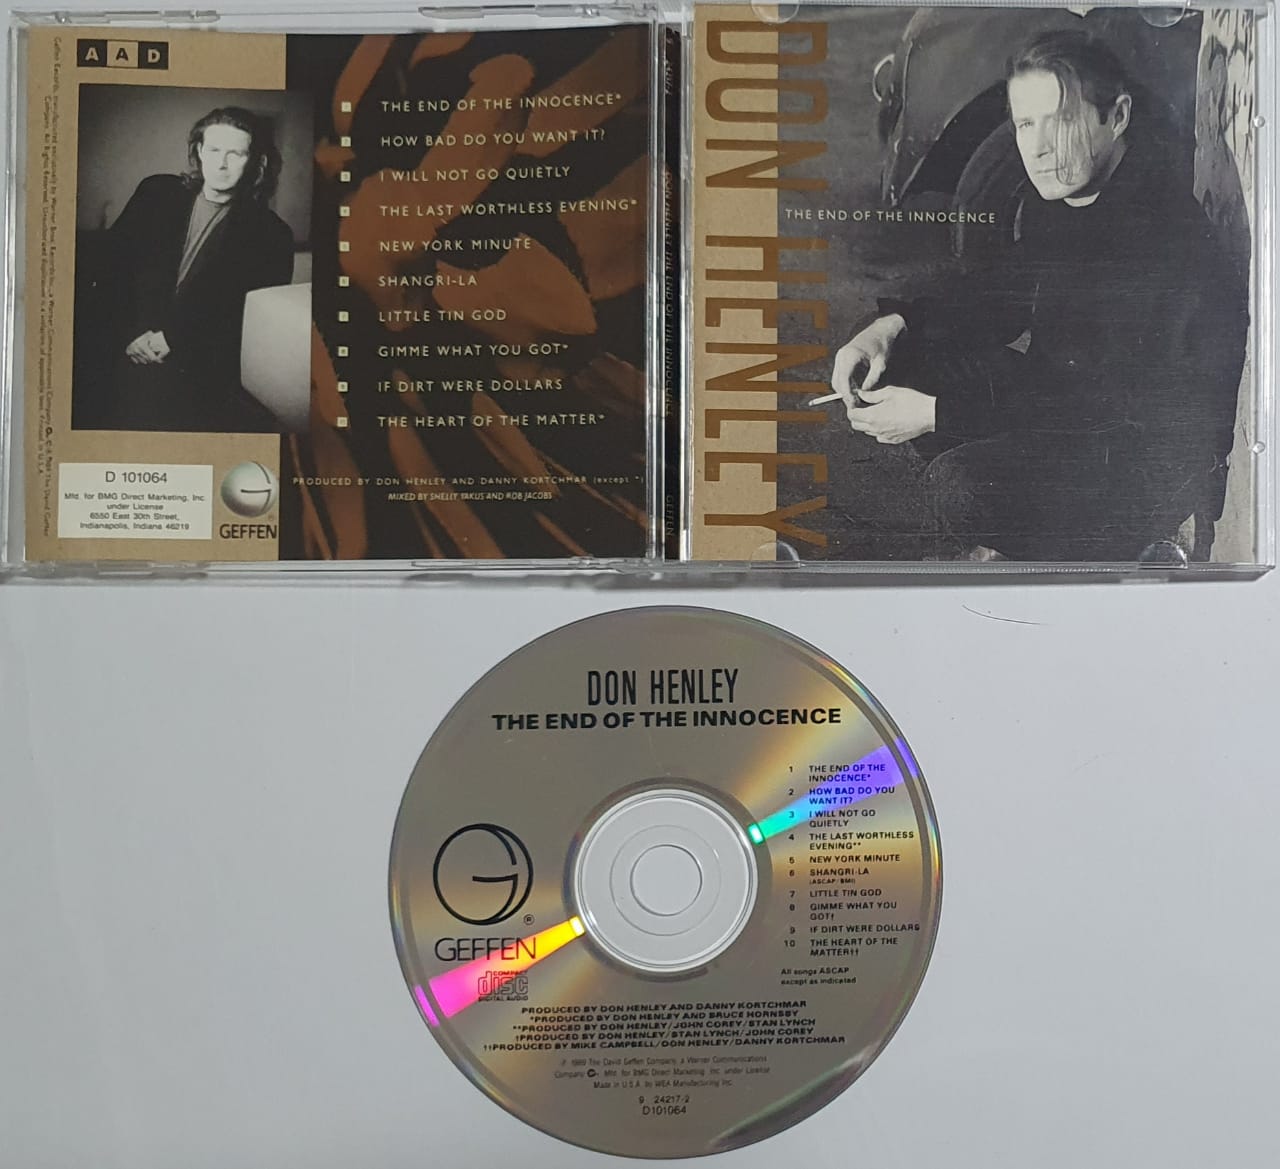 A A D
THE END OF THE INNOCENCE*
HOW BAD DO YOU WANT IT?
I WILL NOT GO QUIETLY
THE LAST WORTHLESS EVENING*
NEW YORK MINUTE
SHANGRI-LA
LITTLE TIN GOD
GIMME WHAT YOU GOT*
IF DIRT WERE DOLLARS
THE HEART OF THE MATTER*
PRODUCED BY DON HENLEY AND DANNY KORTCHMAR (except *)
MIXED BY SHELLY YAKUS AND ROB JACOBS
D 101064
Mfd. for BMG Direct Marketing, Inc.
under License
6550 East 30th Street,
Indianapolis, Indiana 46219
GEFFEN
DON HENLEY THE END OF THE INNOCENCE
GEFFEN
DON HENLEY
THE END OF THE INNOCENCE
DON HENLEY
THE END OF THE INNOCENCE
1 THE END OF THE
INNOCENCE*
2 HOW BAD DO YOU
WANT IT?
3 I WILL NOT GO
QUIETLY
4 THE LAST WORTHLESS
EVENING**
5 NEW YORK MINUTE
6 SHANGRI-LA
(ASCAP/BMI)
7 LITTLE TIN GOD
8 GIMME WHAT YOU
GOT†
9 IF DIRT WERE DOLLARS
10 THE HEART OF THE
MATTER††
All songs ASCAP
except as indicated
®
GEFFEN
COMPACT
disc
DIGITAL AUDIO
PRODUCED BY DON HENLEY AND DANNY KORTCHMAR
*PRODUCED BY DON HENLEY AND BRUCE HORNSBY
**PRODUCED BY DON HENLEY/JOHN COREY/STAN LYNCH
†PRODUCED BY DON HENLEY/STAN LYNCH/JOHN COREY
††PRODUCED BY MIKE CAMPBELL/DON HENLEY/DANNY KORTCHMAR
℗ 1989 The David Geffen Company, a Warner Communications
Company. Mfd. for BMG Direct Marketing, Inc. under License
Made in U.S.A. by WEA Manufacturing Inc.
9 24217-2
D101064